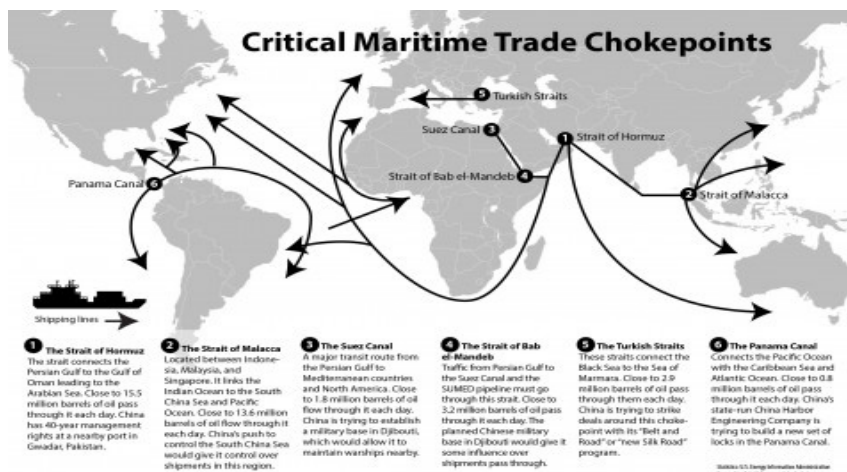 Critical Maritime Trade Chokepoints
5 Turkish Straits
Suez Canal 3
1 Strait of Hormuz
Strait of Bab el-Mandeb 4
Panama Canal
6
2 Strait of Malacca
Shipping lines
1 The Strait of Hormuz
The strait connects the
Persian Gulf to the Gulf of
Oman leading to the
Arabian Sea. Close to 15.5
million barrels of oil pass
through it each day. China
has 40-year management
rights at a nearby port in
Gwadar, Pakistan.
2 The Strait of Malacca
Located between Indone-
sia, Malaysia, and
Singapore. It links the
Indian Ocean to the South
China Sea and Pacific
Ocean. Close to 13.6 million
barrels of oil flow through it
each day. China's push to
control the South China Sea
would give it control over
shipments in this region.
3 The Suez Canal
A major transit route from
the Persian Gulf to
Mediterranean countries
and North America. Close
to 1.8 million barrels of oil
flow through it each day.
China is trying to establish
a military base in Djibouti,
which would allow it to
maintain warships nearby.
4 The Strait of Bab
el-Mandeb
Traffic from Persian Gulf to
the Suez Canal and the
SUMED pipeline must go
through this strait. Close to
3.2 million barrels of oil pass
through it each day. The
planned Chinese military
base in Djibouti would give it
some influence over
shipments pass through.
5 The Turkish Straits
These straits connect the
Black Sea to the Sea of
Marmara. Close to 2.9
million barrels of oil pass
through them each day.
China is trying to strike
deals around this choke-
point with its "Belt and
Road" or "new Silk Road"
program.
6 The Panama Canal
Connects the Pacific Ocean
with the Caribbean Sea and
Atlantic Ocean. Close to 0.8
million barrels of oil pass
through it each day. China's
state-run China Harbor
Engineering Company is
trying to build a new set of
locks in the Panama Canal.
U.S. Energy Information Administration